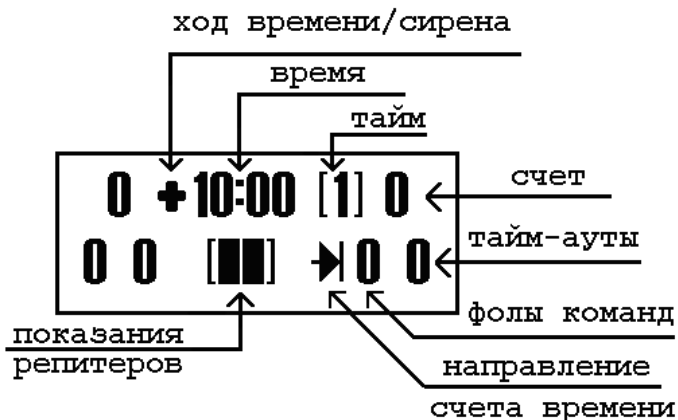 ход времени/сирена
время
тайм
0 +10:00 [1] 0
счет
0 0 [██] 0 0
тайм-ауты
фолы команд
показания
репитеров
направление
счета времени